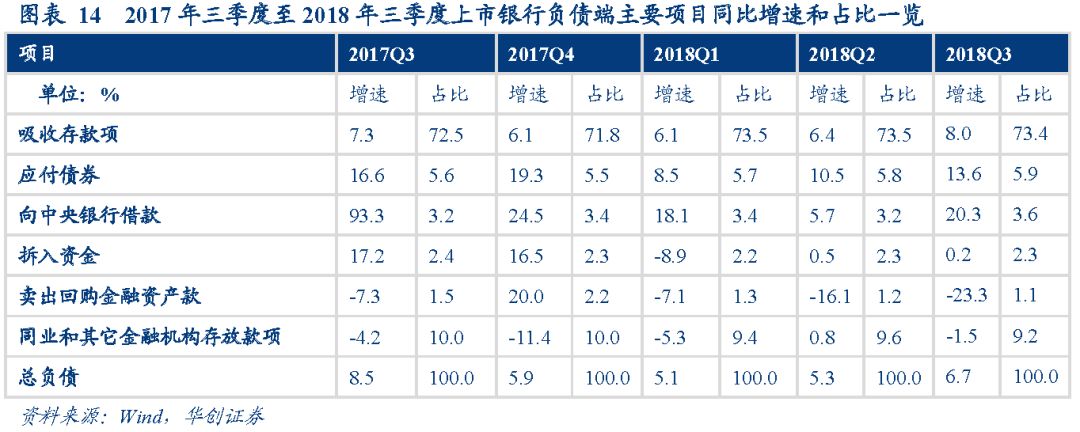 图表 14 2017 年三季度至 2018 年三季度上市银行负债端主要项目同比增速和占比一览
项目 2017Q3 2017Q4 2018Q1 2018Q2 2018Q3
单位：% 增速 占比 增速 占比 增速 占比 增速 占比 增速 占比
吸收存款项 7.3 72.5 6.1 71.8 6.1 73.5 6.4 73.5 8.0 73.4
应付债券 16.6 5.6 19.3 5.5 8.5 5.7 10.5 5.8 13.6 5.9
向中央银行借款 93.3 3.2 24.5 3.4 18.1 3.4 5.7 3.2 20.3 3.6
拆入资金 17.2 2.4 16.5 2.3 -8.9 2.2 0.5 2.3 0.2 2.3
卖出回购金融资产款 -7.3 1.5 20.0 2.2 -7.1 1.3 -16.1 1.2 -23.3 1.1
同业和其它金融机构存放款项 -4.2 10.0 -11.4 10.0 -5.3 9.4 0.8 9.6 -1.5 9.2
总负债 8.5 100.0 5.9 100.0 5.1 100.0 5.3 100.0 6.7 100.0
资料来源：Wind，华创证券